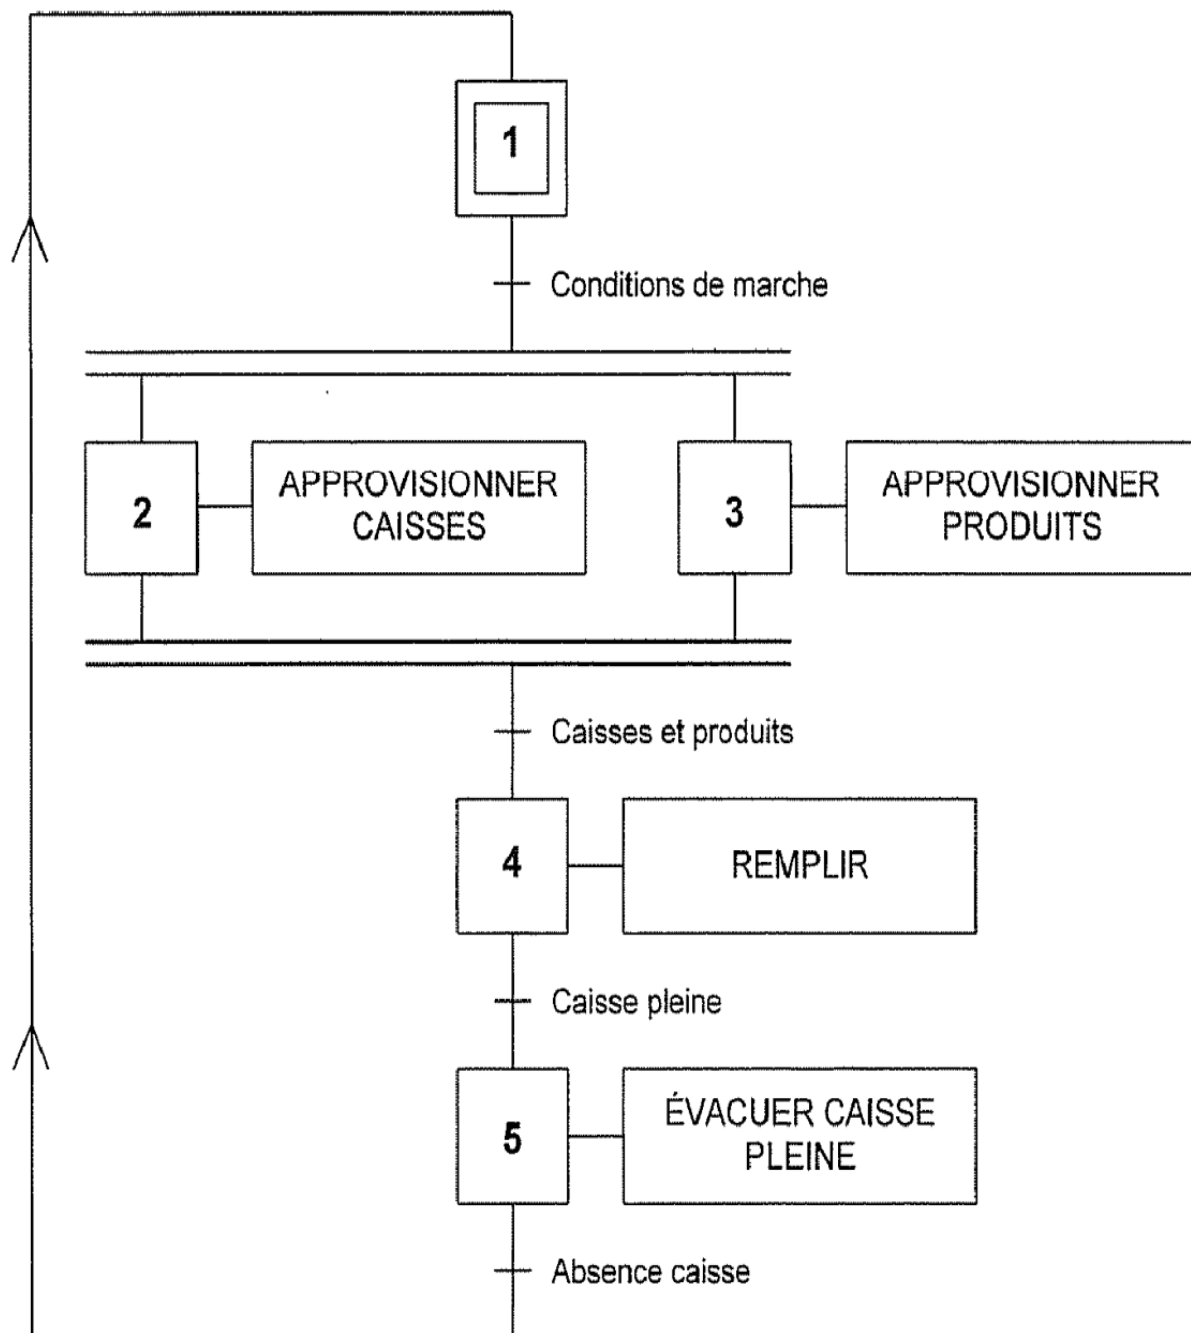 1
Conditions de marche
2
APPROVISIONNER
CAISSES
3
APPROVISIONNER
PRODUITS
Caisses et produits
4
REMPLIR
Caisse pleine
5
ÉVACUER CAISSE
PLEINE
Absence caisse